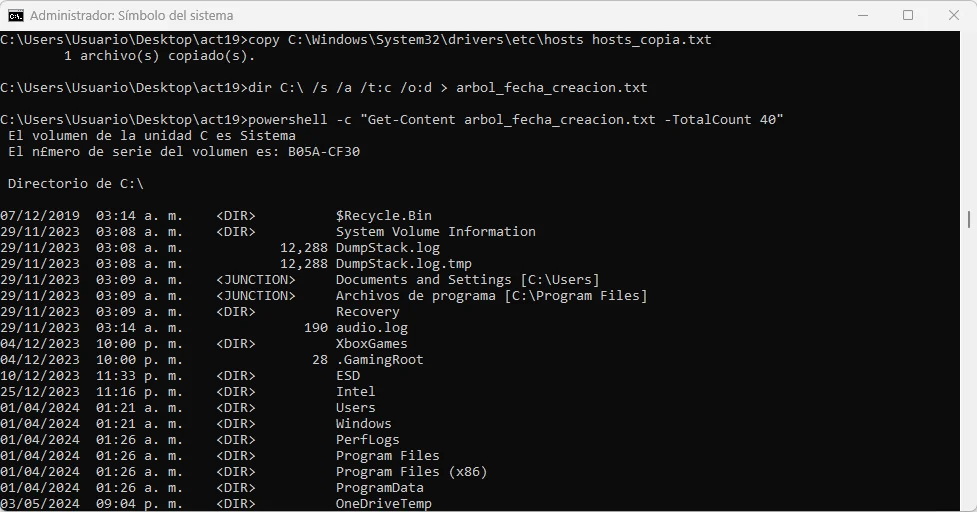 Administrador: Símbolo del sistema
C:\Users\Usuario\Desktop\act19>copy C:\Windows\System32\drivers\etc\hosts hosts_copia.txt
        1 archivo(s) copiado(s).
C:\Users\Usuario\Desktop\act19>dir C:\ /s /a /t:c /o:d > arbol_fecha_creacion.txt
C:\Users\Usuario\Desktop\act19>powershell -c "Get-Content arbol_fecha_creacion.txt -TotalCount 40"
 El volumen de la unidad C es Sistema
 El n£mero de serie del volumen es: B05A-CF30
 Directorio de C:\
07/12/2019  03:14 a. m.    <DIR>          $Recycle.Bin
29/11/2023  03:08 a. m.    <DIR>          System Volume Information
29/11/2023  03:08 a. m.            12,288 DumpStack.log
29/11/2023  03:08 a. m.            12,288 DumpStack.log.tmp
29/11/2023  03:09 a. m.    <JUNCTION>     Documents and Settings [C:\Users]
29/11/2023  03:09 a. m.    <JUNCTION>     Archivos de programa [C:\Program Files]
29/11/2023  03:09 a. m.    <DIR>          Recovery
29/11/2023  03:14 a. m.               190 audio.log
04/12/2023  10:00 p. m.    <DIR>          XboxGames
04/12/2023  10:00 p. m.                28 .GamingRoot
10/12/2023  11:33 p. m.    <DIR>          ESD
25/12/2023  11:16 p. m.    <DIR>          Intel
01/04/2024  01:21 a. m.    <DIR>          Users
01/04/2024  01:21 a. m.    <DIR>          Windows
01/04/2024  01:26 a. m.    <DIR>          PerfLogs
01/04/2024  01:26 a. m.    <DIR>          Program Files
01/04/2024  01:26 a. m.    <DIR>          Program Files (x86)
01/04/2024  01:26 a. m.    <DIR>          ProgramData
03/05/2024  09:04 p. m.    <DIR>          OneDriveTemp